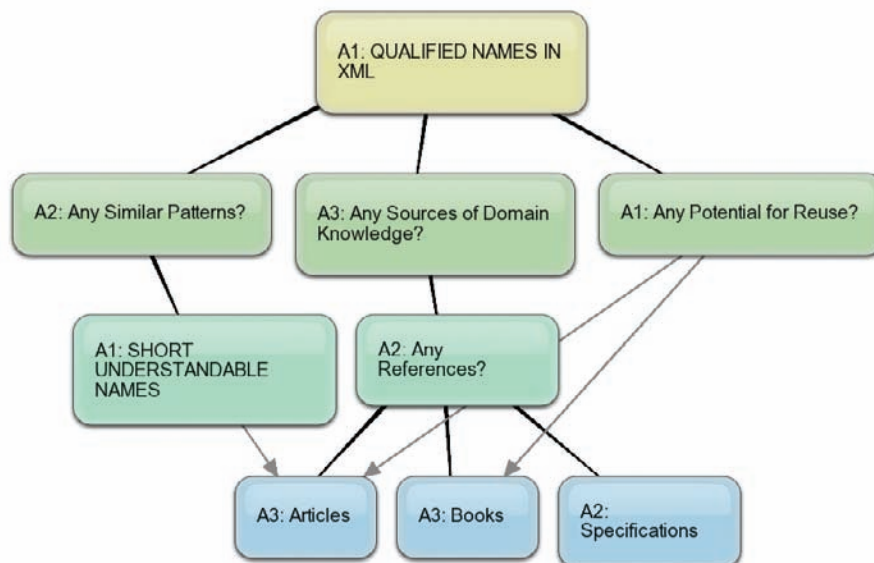 A1: QUALIFIED NAMES IN
XML
A2: Any Similar Patterns?
A3: Any Sources of Domain
Knowledge?
A1: Any Potential for Reuse?
A1: SHORT
UNDERSTANDABLE
NAMES
A2: Any
References?
A3: Articles
A3: Books
A2:
Specifications